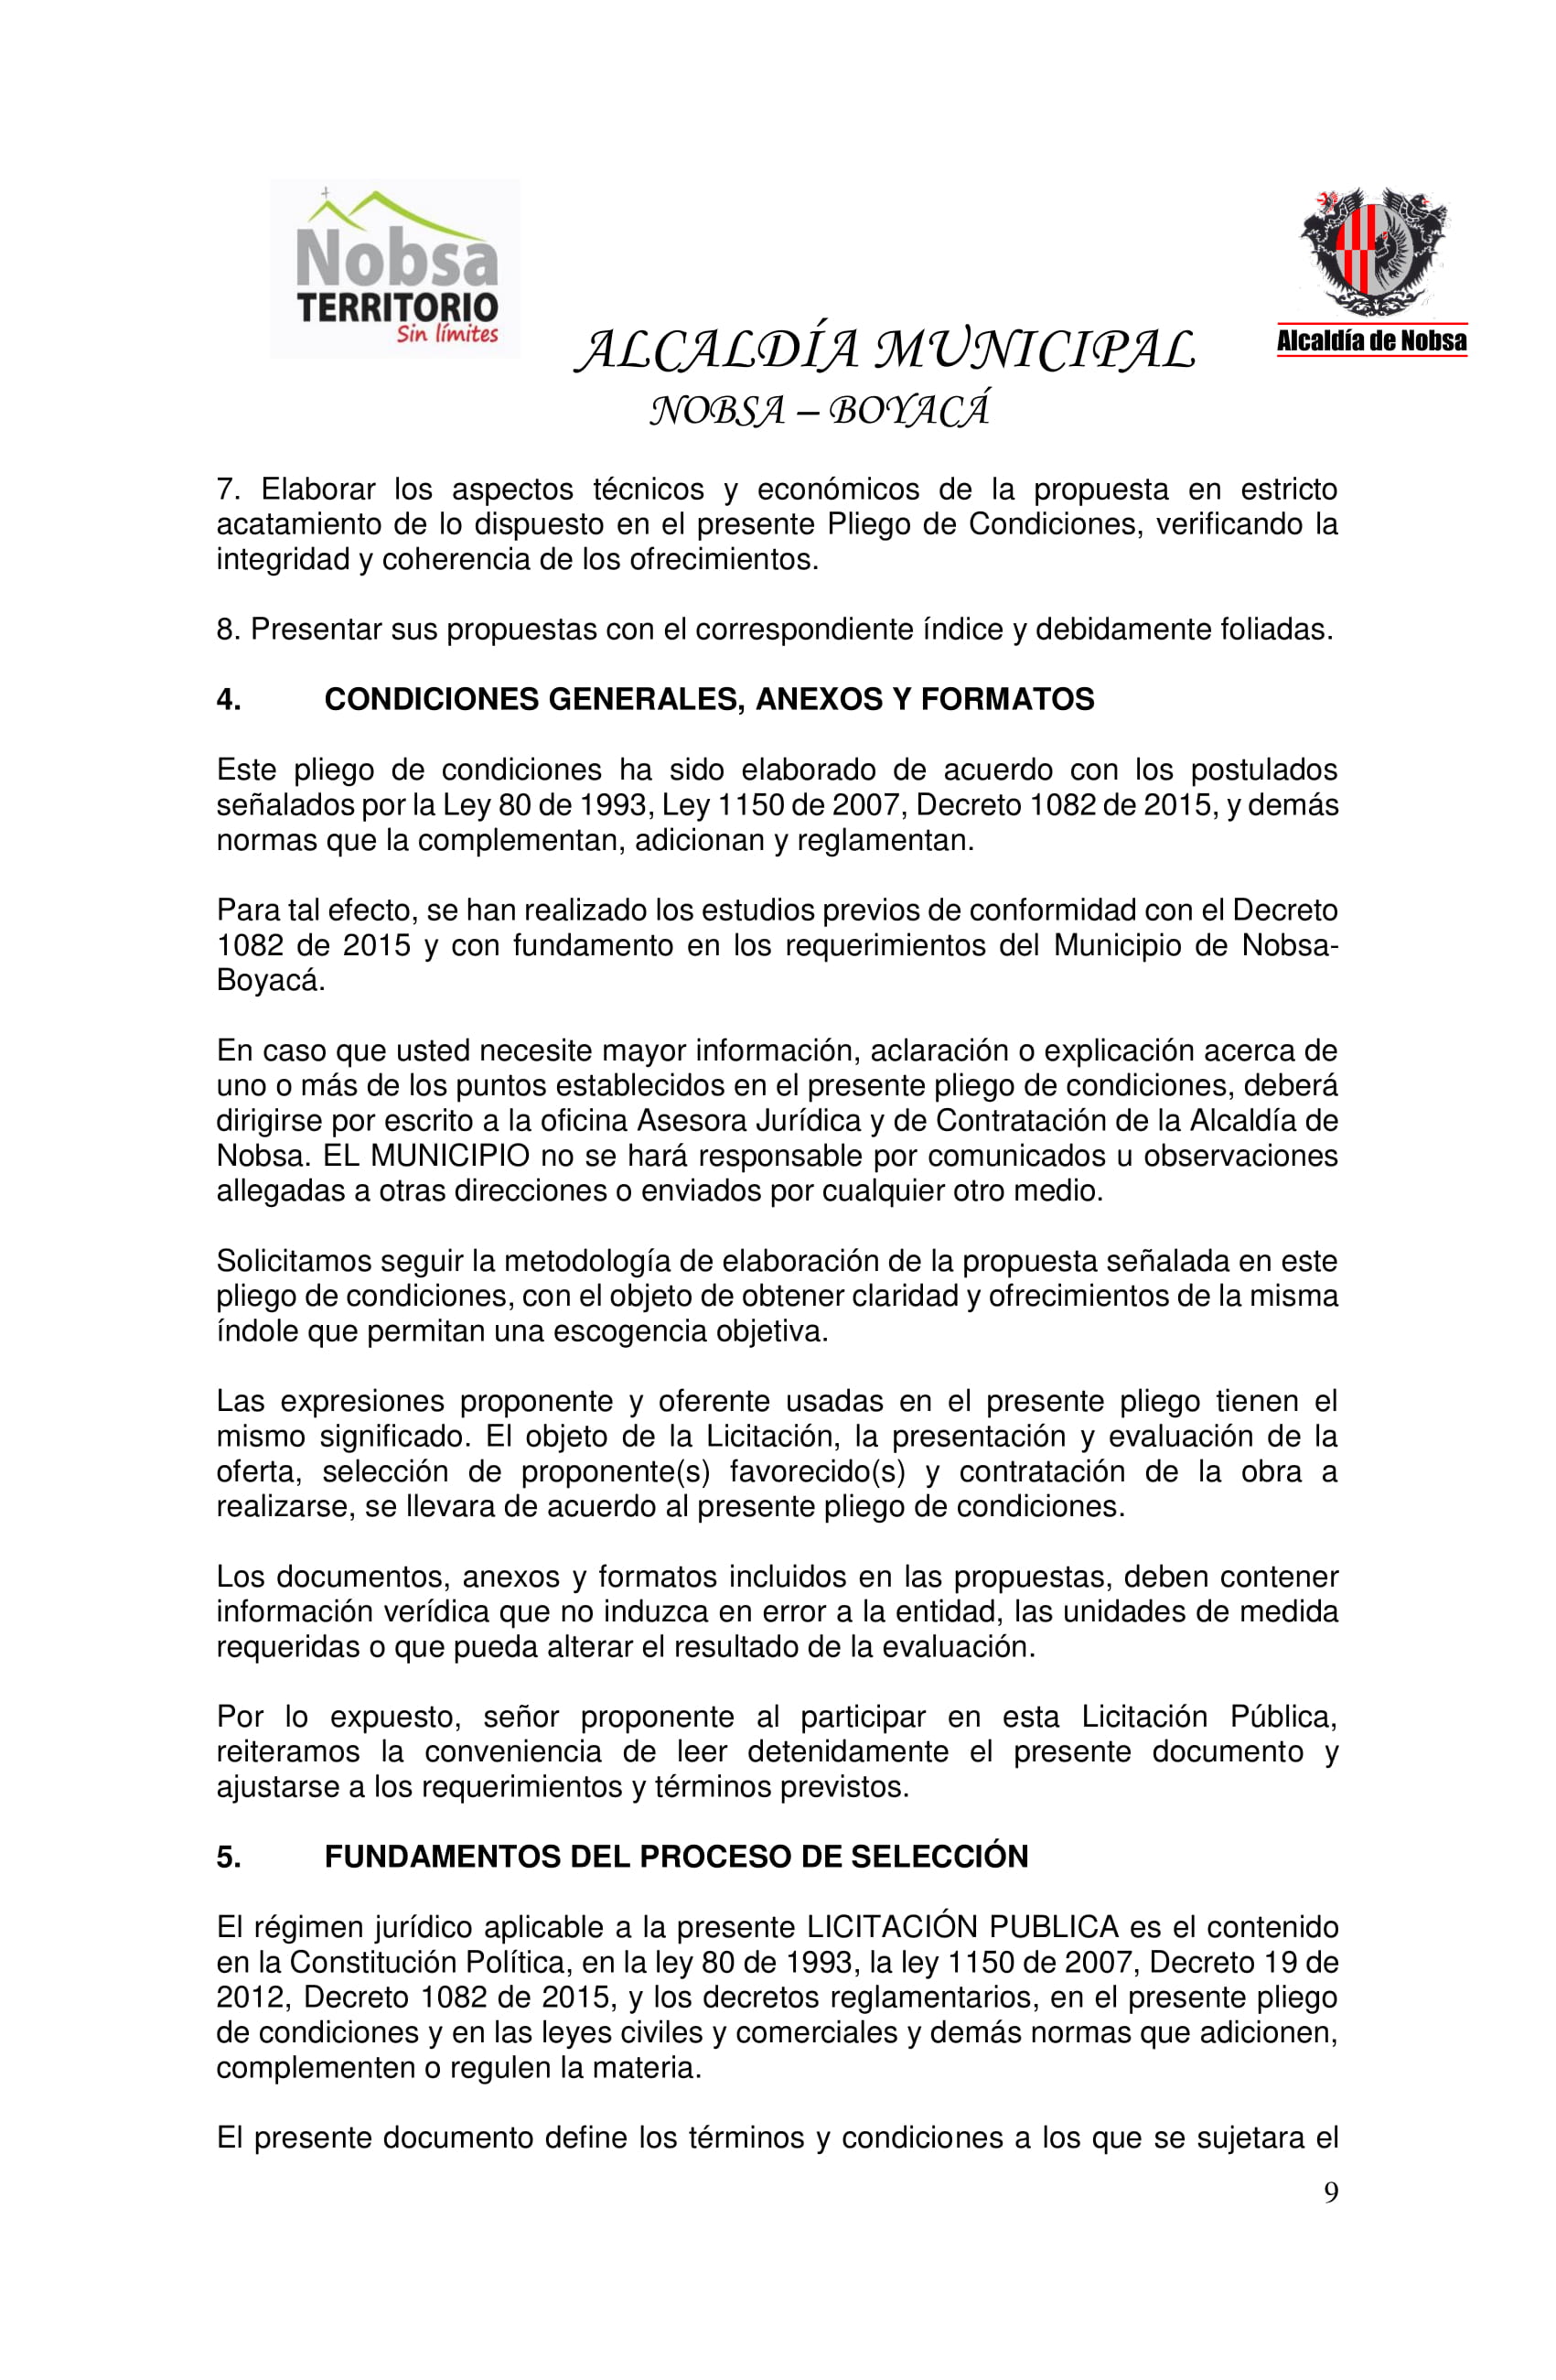 Nobsa
TERRITORIO
Sin límites
Alcaldía de Nobsa
ALCALDÍA MUNICIPAL
NOBSA – BOYACÁ
7. Elaborar los aspectos técnicos y económicos de la propuesta en estricto
acatamiento de lo dispuesto en el presente Pliego de Condiciones, verificando la
integridad y coherencia de los ofrecimientos.
8. Presentar sus propuestas con el correspondiente índice y debidamente foliadas.
4. CONDICIONES GENERALES, ANEXOS Y FORMATOS
Este pliego de condiciones ha sido elaborado de acuerdo con los postulados
señalados por la Ley 80 de 1993, Ley 1150 de 2007, Decreto 1082 de 2015, y demás
normas que la complementan, adicionan y reglamentan.
Para tal efecto, se han realizado los estudios previos de conformidad con el Decreto
1082 de 2015 y con fundamento en los requerimientos del Municipio de Nobsa-
Boyacá.
En caso que usted necesite mayor información, aclaración o explicación acerca de
uno o más de los puntos establecidos en el presente pliego de condiciones, deberá
dirigirse por escrito a la oficina Asesora Jurídica y de Contratación de la Alcaldía de
Nobsa. EL MUNICIPIO no se hará responsable por comunicados u observaciones
allegadas a otras direcciones o enviados por cualquier otro medio.
Solicitamos seguir la metodología de elaboración de la propuesta señalada en este
pliego de condiciones, con el objeto de obtener claridad y ofrecimientos de la misma
índole que permitan una escogencia objetiva.
Las expresiones proponente y oferente usadas en el presente pliego tienen el
mismo significado. El objeto de la Licitación, la presentación y evaluación de la
oferta, selección de proponente(s) favorecido(s) y contratación de la obra a
realizarse, se llevara de acuerdo al presente pliego de condiciones.
Los documentos, anexos y formatos incluidos en las propuestas, deben contener
información verídica que no induzca en error a la entidad, las unidades de medida
requeridas o que pueda alterar el resultado de la evaluación.
Por lo expuesto, señor proponente al participar en esta Licitación Pública,
reiteramos la conveniencia de leer detenidamente el presente documento y
ajustarse a los requerimientos y términos previstos.
5. FUNDAMENTOS DEL PROCESO DE SELECCIÓN
El régimen jurídico aplicable a la presente LICITACIÓN PUBLICA es el contenido
en la Constitución Política, en la ley 80 de 1993, la ley 1150 de 2007, Decreto 19 de
2012, Decreto 1082 de 2015, y los decretos reglamentarios, en el presente pliego
de condiciones y en las leyes civiles y comerciales y demás normas que adicionen,
complementen o regulen la materia.
El presente documento define los términos y condiciones a los que se sujetara el
9